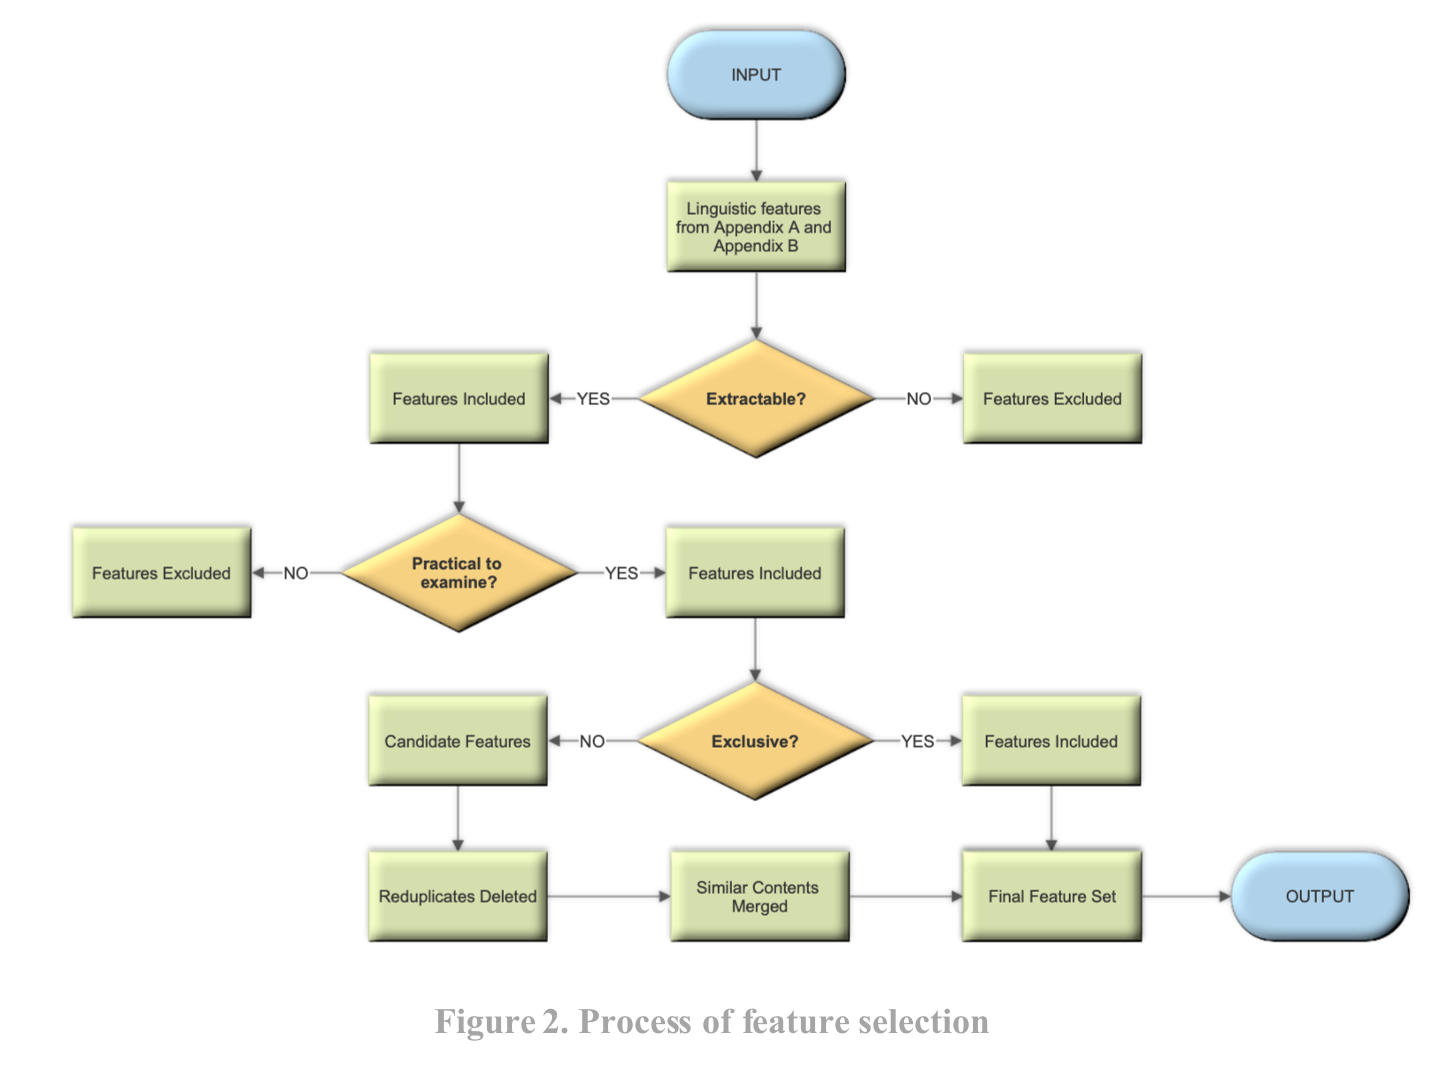 INPUT
Linguistic features
from Appendix A and
Appendix B
Features Included
YES
Extractable?
NO
Features Excluded
Features Excluded
NO
Practical to
examine?
YES
Features Included
Candidate Features
NO
Exclusive?
YES
Features Included
Reduplicates Deleted
Similar Contents
Merged
Final Feature Set
OUTPUT
Figure 2. Process of feature selection